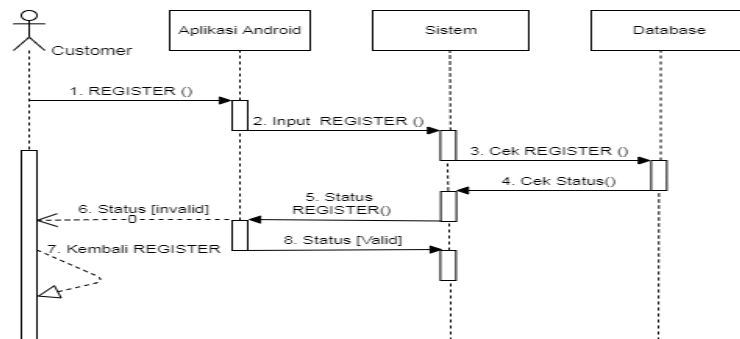 Customer
Aplikasi Android
Sistem
Database
1. REGISTER ()
2. Input REGISTER ()
3. Cek REGISTER ()
4. Cek Status()
5. Status
REGISTER()
6. Status [invalid]
()
7. Kembali REGISTER
8. Status [Valid]